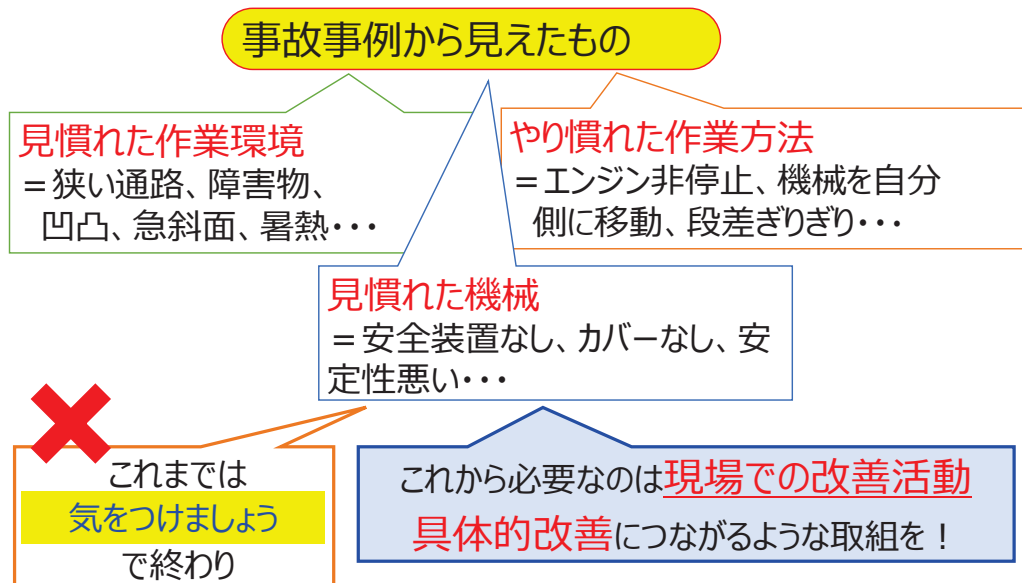 事故事例から見えたもの
見慣れた作業環境
＝狭い通路、障害物、
凹凸、急斜面、暑熱・・・
やり慣れた作業方法
＝エンジン非停止、機械を自分
側に移動、段差ぎりぎり・・・
見慣れた機械
＝安全装置なし、カバーなし、安
定性悪い・・・
これまでは
気をつけましょう
で終わり
これから必要なのは現場での改善活動
具体的改善につながるような取組を！